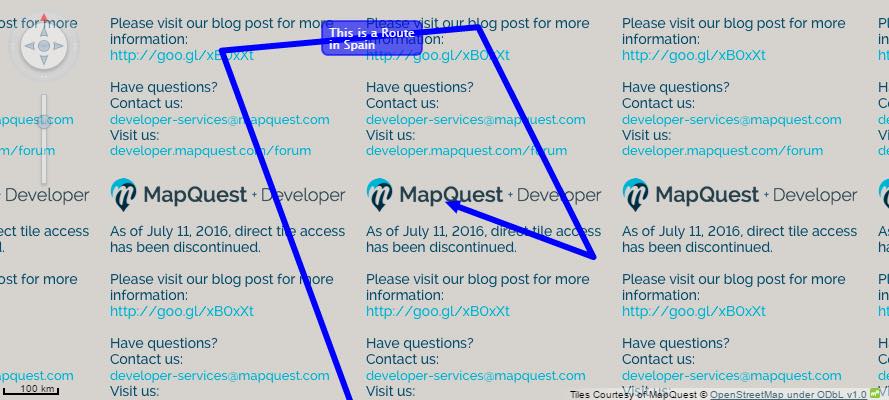 Please visit our blog post for more
information:
http://goo.gl/xB0xXt
Have questions?
Contact us:
developer-services@mapquest.com
Visit us:
developer.mapquest.com/forum
MapQuest + Developer
As of July 11, 2016, direct tile access
has been discontinued.
Please visit our blog post for more
information:
http://goo.gl/xB0xXt
Have questions?
Contact us:
developer-services@mapquest.com
Visit us:
This is a Route
in Spain
Please visit our blog post for more
information:
http://goo.gl/xB0xXt
Have questions?
Contact us:
developer-services@mapquest.com
Visit us:
developer.mapquest.com/forum
MapQuest + Developer
As of July 11, 2016, direct tile access
has been discontinued.
Please visit our blog post for more
information:
http://goo.gl/xB0xXt
Have questions?
Contact us:
developer-services@mapquest.com
Visit us:
Please visit our blog post for more
information:
http://goo.gl/xB0xXt
Have questions?
Contact us:
developer-services@mapquest.com
Visit us:
developer.mapquest.com/forum
MapQuest + Developer
As of July 11, 2016, direct tile access
has been discontinued.
Please visit our blog post for more
information:
http://goo.gl/xB0xXt
Have questions?
Contact us:
developer-services@mapquest.com
Visit us:
ost for more
apquest.com
m/forum
Developer
ct tile access
ost for more
apquest.com
100 km
Tiles Courtesy of MapQuest © OpenStreetMap under ODbL v1.0